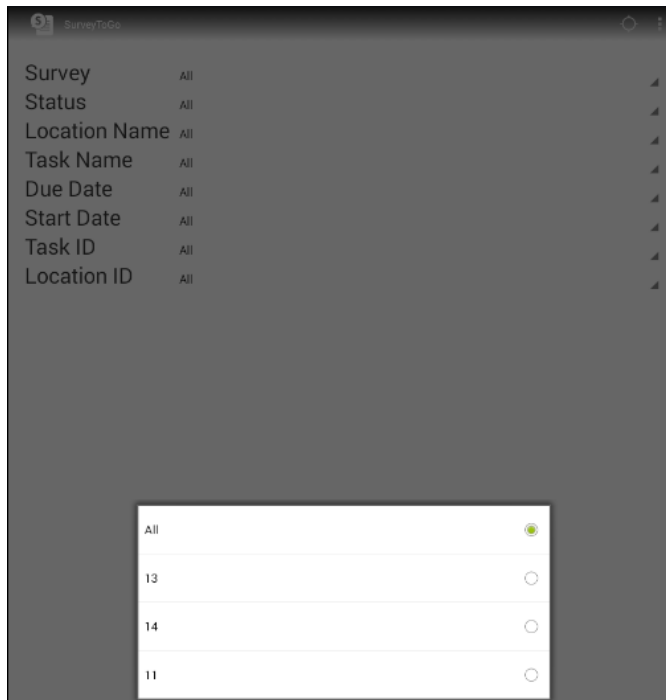 SurveyToGo
Survey All
Status All
Location Name All
Task Name All
Due Date All
Start Date All
Task ID All
Location ID All
All
13
14
11